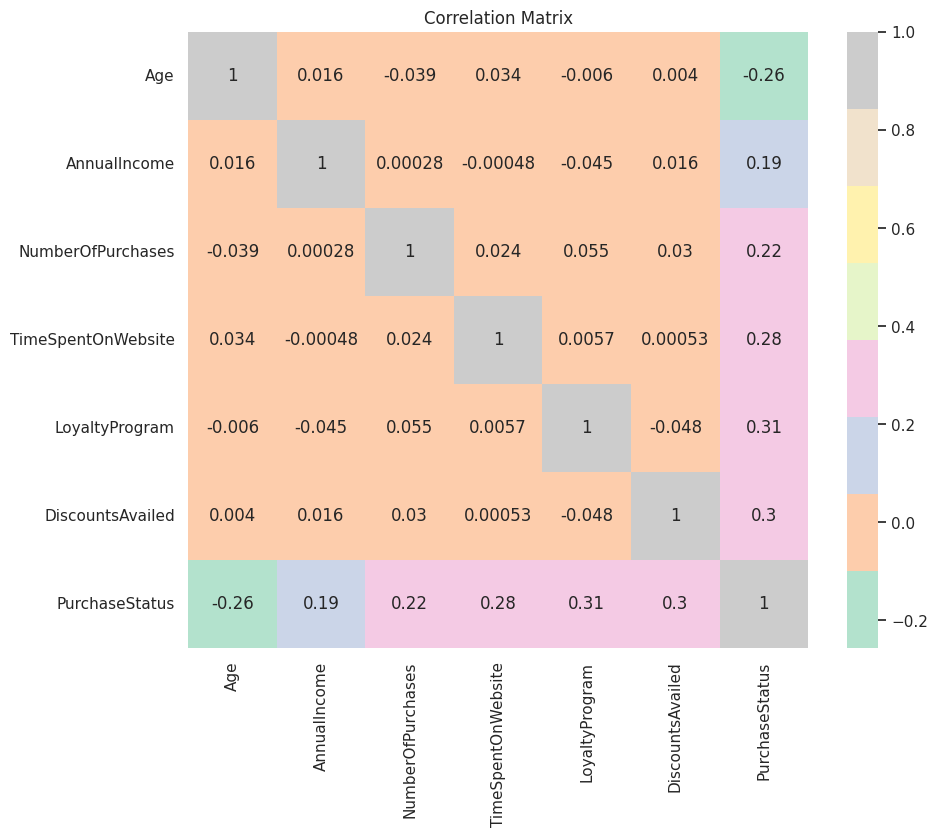 Correlation Matrix
Age 1 0.016 -0.039 0.034 -0.006 0.004 -0.26
AnnualIncome 0.016 1 0.00028 -0.00048 -0.045 0.016 0.19
NumberOfPurchases -0.039 0.00028 1 0.024 0.055 0.03 0.22
TimeSpentOnWebsite 0.034 -0.00048 0.024 1 0.0057 0.00053 0.28
LoyaltyProgram -0.006 -0.045 0.055 0.0057 1 -0.048 0.31
DiscountsAvailed 0.004 0.016 0.03 0.00053 -0.048 1 0.3
PurchaseStatus -0.26 0.19 0.22 0.28 0.31 0.3 1
Age
AnnualIncome
NumberOfPurchases
TimeSpentOnWebsite
LoyaltyProgram
DiscountsAvailed
PurchaseStatus
1.0
0.8
0.6
0.4
0.2
0.0
−0.2